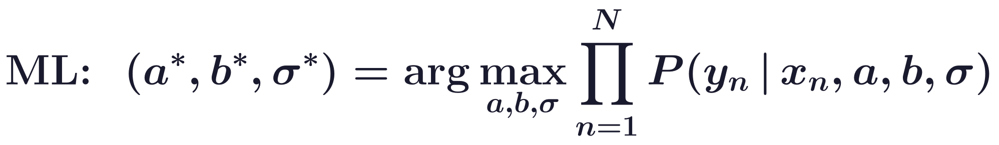 ML: (a*, b*, σ*) = arg max_{a,b,σ} ∏_{n=1}^{N} P(y_n | x_n, a, b, σ)